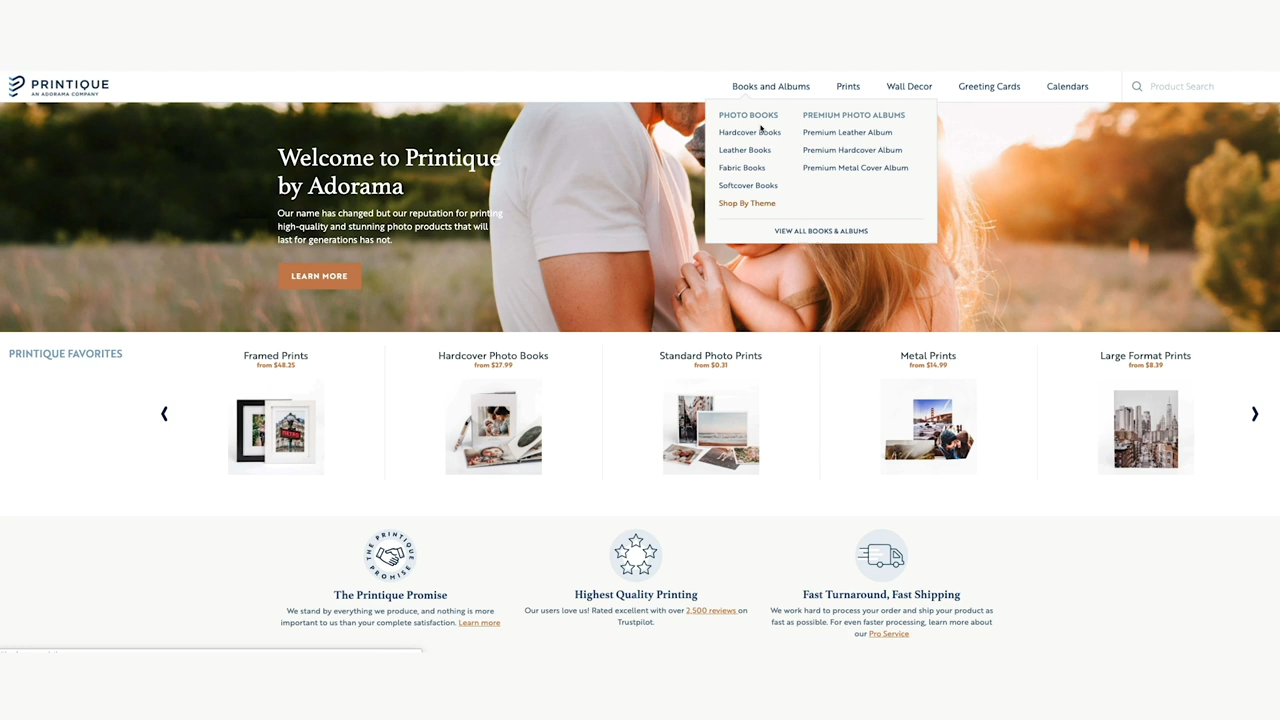 PRINTIQUE
AN ADORAMA COMPANY
Books and Albums
Prints
Wall Decor
Greeting Cards
Calendars
Product Search
PHOTO BOOKS
Hardcover Books
Leather Books
Fabric Books
Softcover Books
Shop By Theme
PREMIUM PHOTO ALBUMS
Premium Leather Album
Premium Hardcover Album
Premium Metal Cover Album
VIEW ALL BOOKS & ALBUMS
Welcome to Printique
by Adorama
Our name has changed but our reputation for printing
high-quality and stunning photo products that will
last for generations has not.
LEARN MORE
PRINTIQUE FAVORITES
Framed Prints
from $48.25
Hardcover Photo Books
from $27.99
Standard Photo Prints
from $0.31
Metal Prints
from $14.99
Large Format Prints
from $8.39
METRO
THE PRINTIQUE
PROMISE
The Printique Promise
We stand by everything we produce, and nothing is more
important to us than your complete satisfaction. Learn more
Highest Quality Printing
Our users love us! Rated excellent with over 2,500 reviews on
Trustpilot.
Fast Turnaround, Fast Shipping
We work hard to process your order and ship your product as
fast as possible. For even faster processing, learn more about
our Pro Service